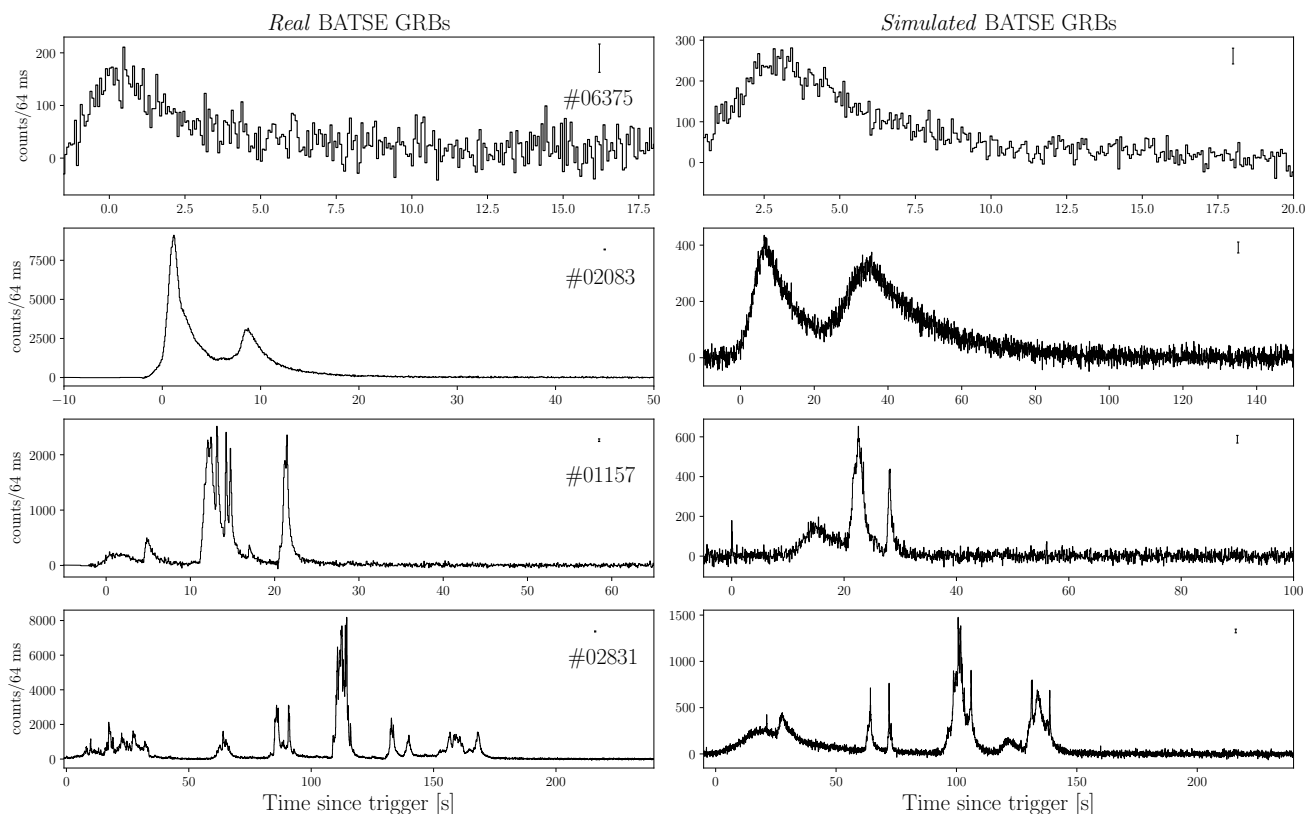 Real BATSE GRBs
Simulated BATSE GRBs
200
100
0
counts/64 ms
#06375
0.0 2.5 5.0 7.5 10.0 12.5 15.0 17.5
300
200
100
0
2.5 5.0 7.5 10.0 12.5 15.0 17.5 20.0
7500
5000
2500
0
counts/64 ms
#02083
−10 0 10 20 30 40 50
400
200
0
0 20 40 60 80 100 120 140
2000
1000
0
counts/64 ms
#01157
0 10 20 30 40 50 60
600
400
200
0
0 20 40 60 80 100
8000
6000
4000
2000
0
counts/64 ms
#02831
0 50 100 150 200
Time since trigger [s]
1500
1000
500
0
0 50 100 150 200
Time since trigger [s]